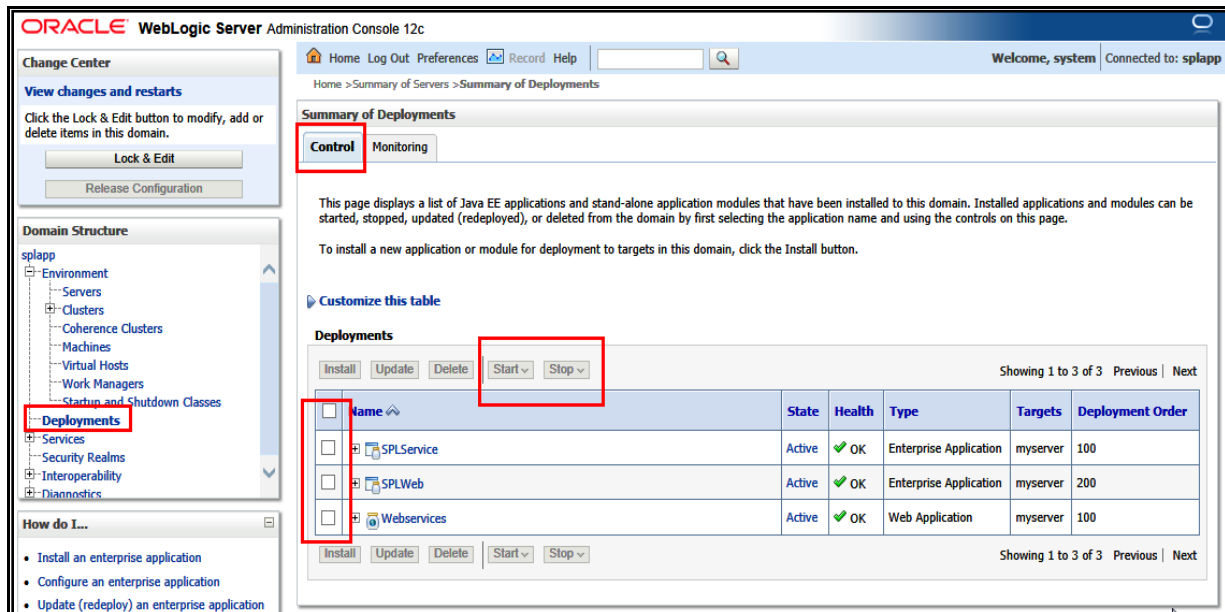 ORACLE WebLogic Server Administration Console 12c
Change Center
View changes and restarts
Click the Lock & Edit button to modify, add or
delete items in this domain.
Lock & Edit
Release Configuration
Domain Structure
splapp
Environment
Servers
Clusters
Coherence Clusters
Machines
Virtual Hosts
Work Managers
Startup and Shutdown Classes
Deployments
Services
Security Realms
Interoperability
Diagnostics
How do I...
• Install an enterprise application
• Configure an enterprise application
• Update (redeploy) an enterprise application
Home Log Out Preferences Record Help
Welcome, system Connected to: splapp
Home >Summary of Servers >Summary of Deployments
Summary of Deployments
Control Monitoring
This page displays a list of Java EE applications and stand-alone application modules that have been installed to this domain. Installed applications and modules can be
started, stopped, updated (redeployed), or deleted from the domain by first selecting the application name and using the controls on this page.
To install a new application or module for deployment to targets in this domain, click the Install button.
Customize this table
Deployments
Install Update Delete Start Stop Showing 1 to 3 of 3 Previous | Next
Name State Health Type Targets Deployment Order
SPLService Active OK Enterprise Application myserver 100
SPLWeb Active OK Enterprise Application myserver 200
Webservices Active OK Web Application myserver 100
Install Update Delete Start Stop Showing 1 to 3 of 3 Previous | Next